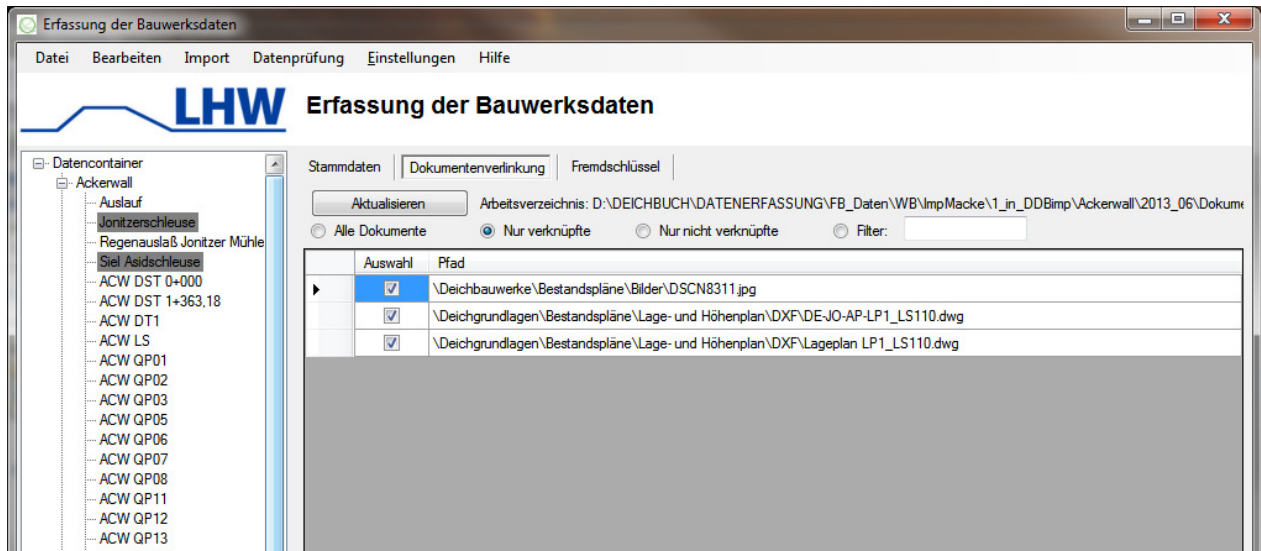 Erfassung der Bauwerksdaten
Datei Bearbeiten Import Datenprüfung Einstellungen Hilfe
LHW Erfassung der Bauwerksdaten
Datencontainer
Ackerwall
Auslauf
Jonitzerschleuse
Regenauslaß Jonitzer Mühle
Siel Asidschleuse
ACW DST 0+000
ACW DST 1+363,18
ACW DT1
ACW LS
ACW QP01
ACW QP02
ACW QP03
ACW QP05
ACW QP06
ACW QP07
ACW QP08
ACW QP11
ACW QP12
ACW QP13
Stammdaten Dokumentenverlinkung Fremdschlüssel
Aktualisieren Arbeitsverzeichnis: D:\DEICHBUCH\DATENERFASSUNG\FB_Daten\WB\ImpMacke\1_in_DDBimp\Ackerwall\2013_06\Dokume
Alle Dokumente Nur verknüpfte Nur nicht verknüpfte Filter:
Auswahl Pfad
\Deichbauwerke\Bestandspläne\Bilder\DSCN8311.jpg
\Deichgrundlagen\Bestandspläne\Lage- und Höhenplan\DXF\DE-JO-AP-LP1_LS110.dwg
\Deichgrundlagen\Bestandspläne\Lage- und Höhenplan\DXF\Lageplan LP1_LS110.dwg